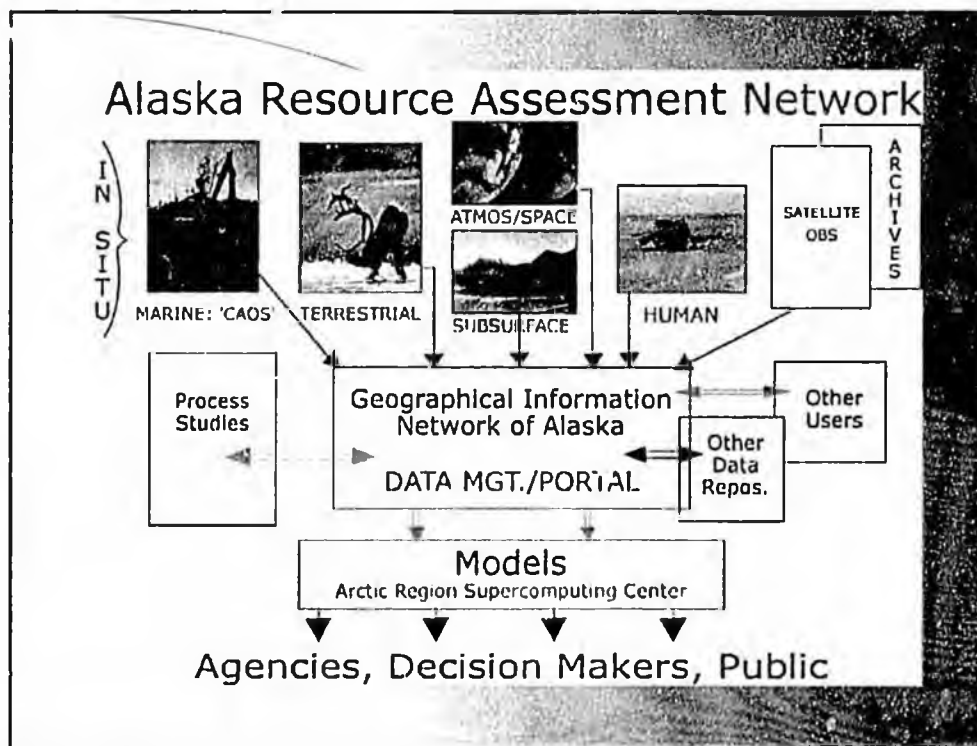 Alaska Resource Assessment Network
IN SITU
ATMOS/SPACE
SATELLITE
OBS
ARCHIVES
MARINE: 'CAOS'
TERRESTRIAL
SUBSURFACE
HUMAN
Process
Studies
Geographical Information
Network of Alaska
DATA MGT./PORTAL
Other
Users
Other
Data
Repos.
Models
Arctic Region Supercomputing Center
Agencies, Decision Makers, Public